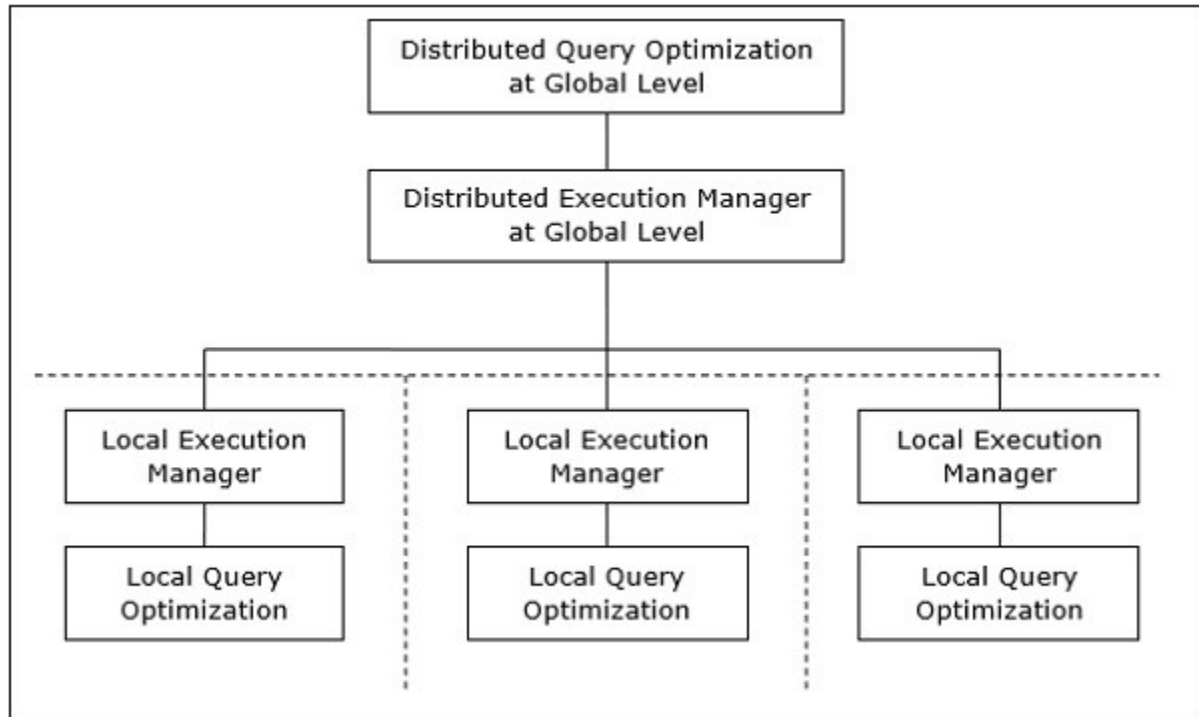 Distributed Query Optimization
at Global Level
Distributed Execution Manager
at Global Level
Local Execution
Manager
Local Query
Optimization
Local Execution
Manager
Local Query
Optimization
Local Execution
Manager
Local Query
Optimization